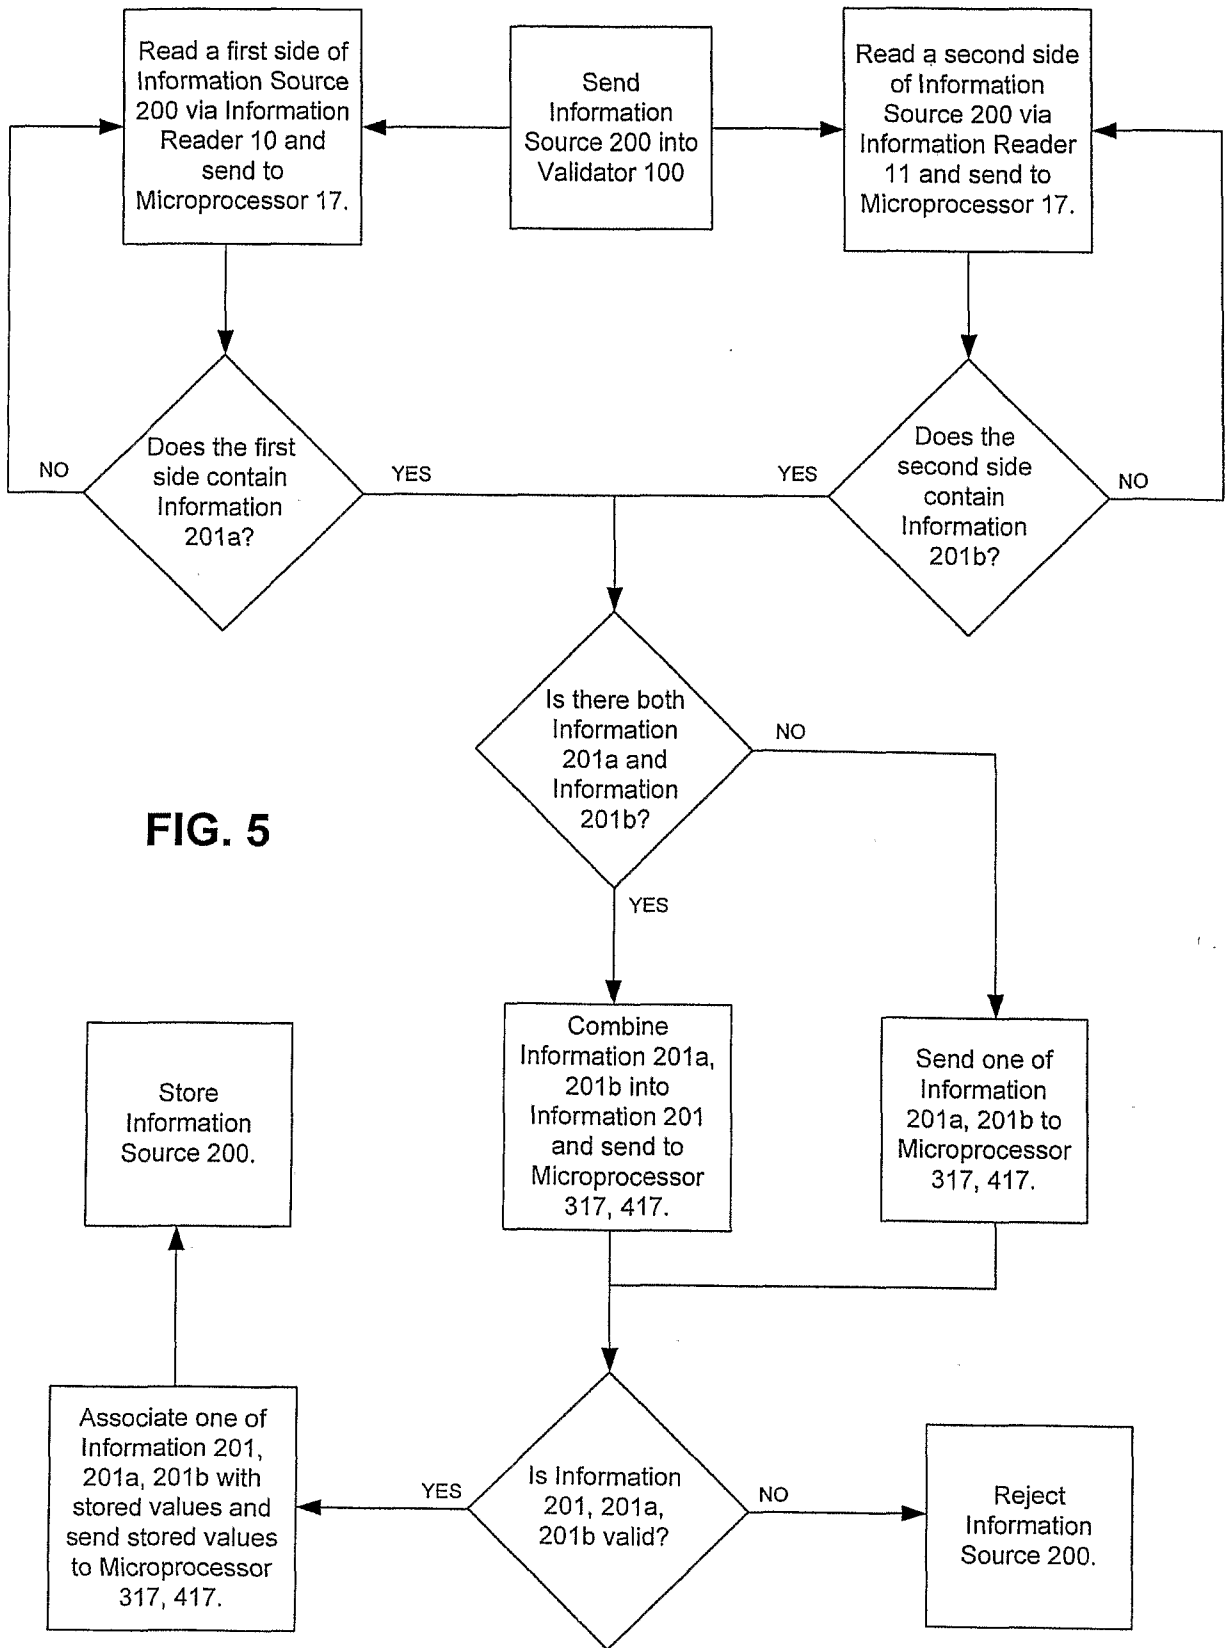 Read a first side of
Information Source
200 via Information
Reader 10 and
send to
Microprocessor 17.
Send
Information
Source 200 into
Validator 100
Read a second side
of Information
Source 200 via
Information Reader
11 and send to
Microprocessor 17.
Does the first
side contain
Information
201a?
NO
YES
Does the
second side
contain
Information
201b?
YES
NO
Is there both
Information
201a and
Information
201b?
NO
YES
FIG. 5
Combine
Information 201a,
201b into
Information 201
and send to
Microprocessor
317, 417.
Send one of
Information
201a, 201b to
Microprocessor
317, 417.
Store
Information
Source 200.
Associate one of
Information 201,
201a, 201b with
stored values and
send stored values
to Microprocessor
317, 417.
YES
Is Information
201, 201a,
201b valid?
NO
Reject
Information
Source 200.